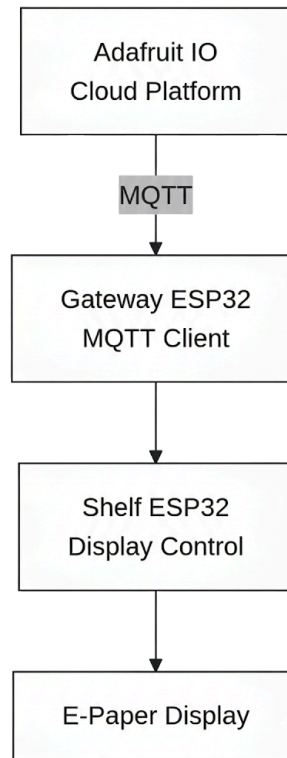 Adafruit IO
Cloud Platform
MQTT
Gateway ESP32
MQTT Client
Shelf ESP32
Display Control
E-Paper Display